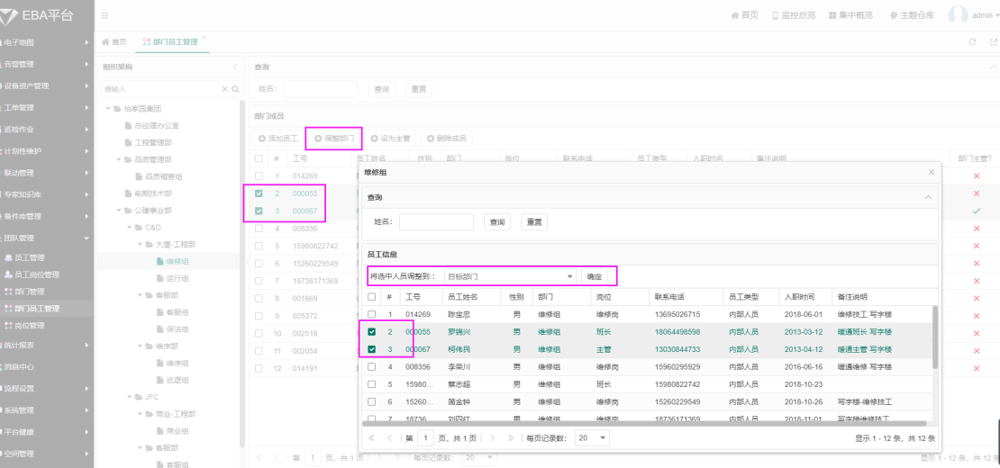 EBA平台
首页 监控总览 集中概览 主题仓库 admin
电子地图
告警管理
设备资产管理
工单管理
巡检作业
计划性维护
联动管理
专家知识库
备件库管理
团队管理
员工管理
员工岗位管理
部门管理
部门员工管理
岗位管理
统计报表
消息中心
流程设置
系统管理
平台健康
空间管理
首页 部门员工管理
组织架构
请输入
怡家园集团
总经理办公室
工程管理部
品质管理部
品质稽查组
前期技术部
公建事业部
C&D
大厦-工程部
维修组
运行组
客服部
客服组
保洁组
维序部
维序组
巡逻组
JFC
商业-工程部
商业组
客服部
客服组
查询
姓名: 查询 重置
部门成员
添加员工 调整部门 设为主管 删除成员
# 工号 员工姓名 性别 部门 岗位 联系电话 员工类型 入职时间 备注说明 部门主管?
1 014269
2 000055
3 000067
4 008356
5 15980822742
6 15260229549
7 18736171369
8 001669
9 005372
10 002518
11 002054
12 014191
第 1 页, 共 1 页 每页记录数: 20 显示 1 - 12 条, 共 12 条
维修组
查询
姓名: 查询 重置
员工信息
将选中人员调整到: : 目标部门 确定
# 工号 员工姓名 性别 部门 岗位 联系电话 员工类型 入职时间 备注说明
1 014269 陈宝忠 男 维修组 维修岗 13695026715 内部人员 2018-06-01 维修技工 写字楼
2 000055 罗锦兴 男 维修组 班长 18064498598 内部人员 2013-03-12 暖通班长 写字楼
3 000067 柯伟民 男 维修组 主管 13030844733 内部人员 2013-04-12 暖通主管 写字楼
4 008356 李荣川 男 维修组 维修岗 15960295929 内部人员 2016-06-16 暖通维修 写字楼
5 15980... 蔡志超 男 维修组 班长 15980822742 内部人员 2018-10-23
6 15260... 简金钟 男 维修组 维修岗 15260229549 内部人员 2018-10-26 写字楼-维修技工
7 18736... 刘四红 男 维修组 维修岗 18736171369 内部人员 2018-11-01 写字楼维修技工
第 1 页, 共 1 页 每页记录数: 20 显示 1 - 12 条, 共 12 条